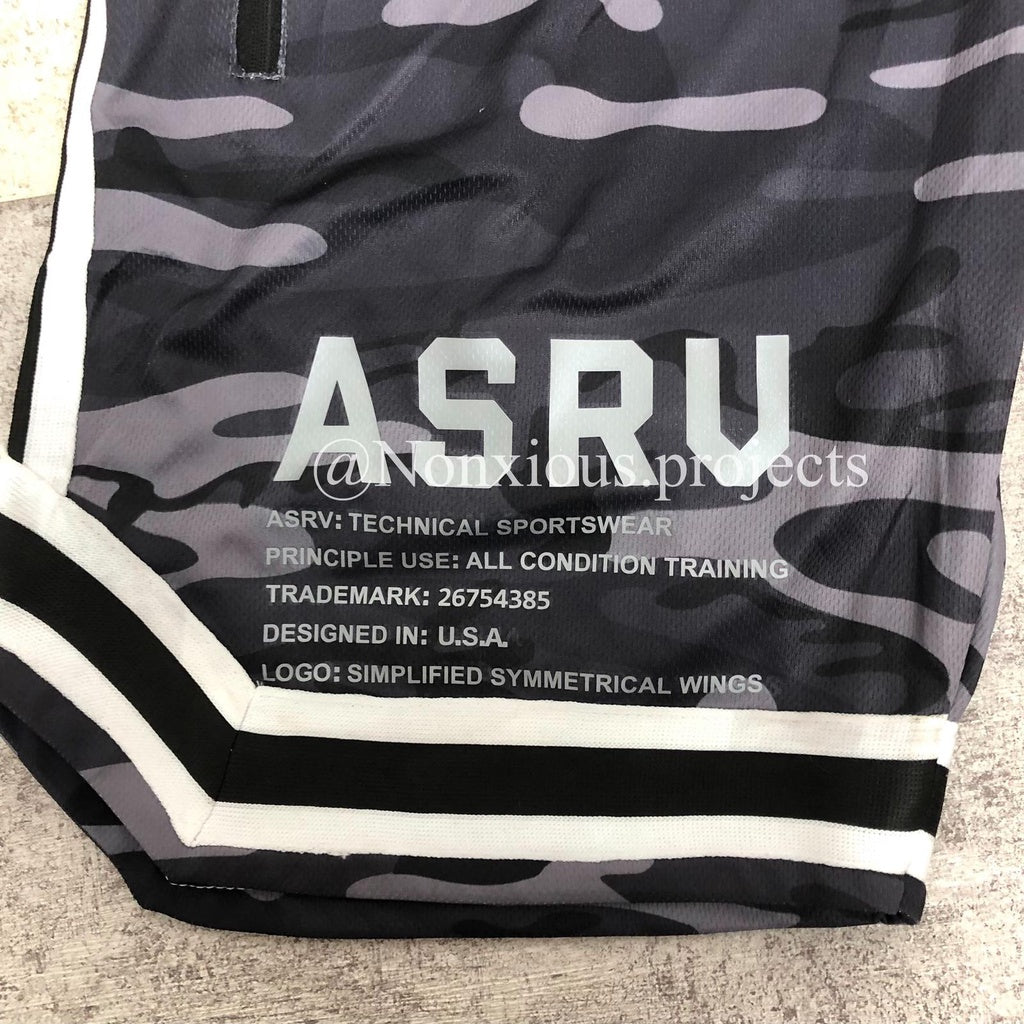 ASRV
@Nonxious.projects
ASRV: TECHNICAL SPORTSWEAR
PRINCIPLE USE: ALL CONDITION TRAINING
TRADEMARK: 26754385
DESIGNED IN: U.S.A.
LOGO: SIMPLIFIED SYMMETRICAL WINGS